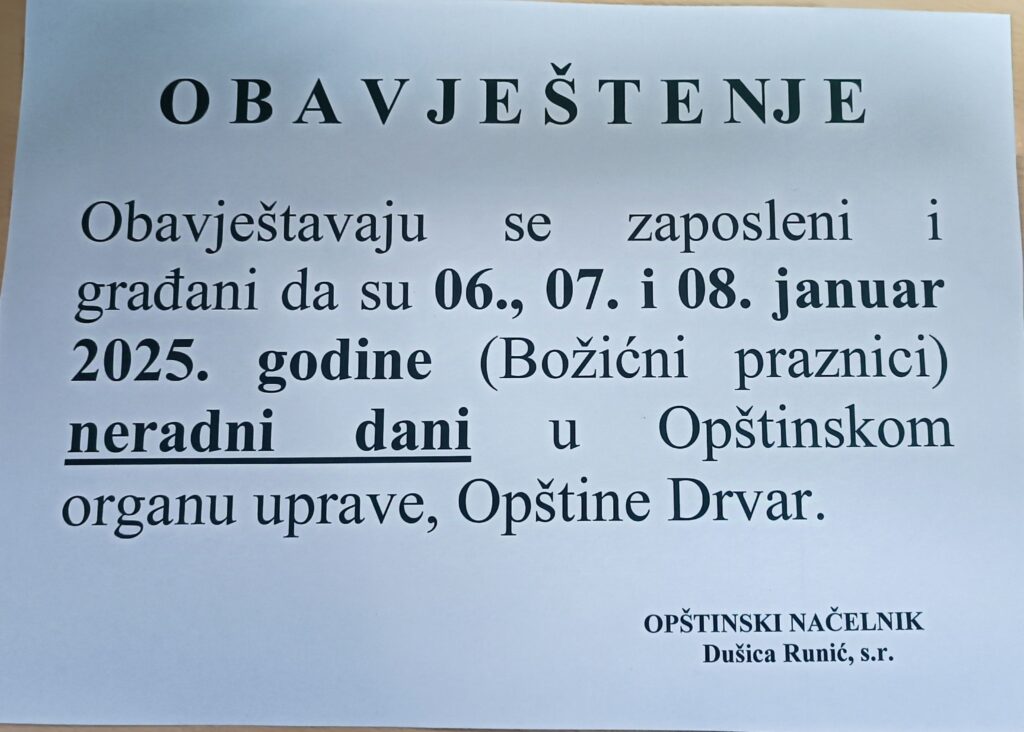 OBAVJEŠTENJE
Obavještavaju se zaposleni i
građani da su 06., 07. i 08. januar
2025. godine (Božićni praznici)
neradni dani u Opštinskom
organu uprave, Opštine Drvar.
OPŠTINSKI NAČELNIK
Dušica Runić, s.r.